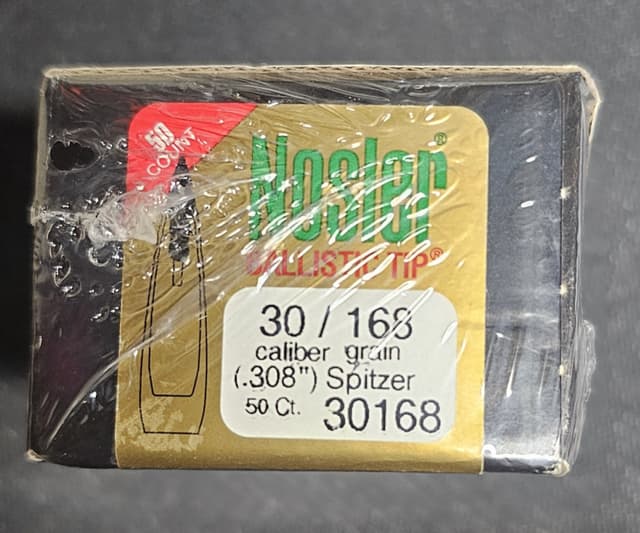 50
COUNT
Nosler®
BALLISTIC TIP®
30 / 168
caliber grain
(.308") Spitzer
50 Ct. 30168